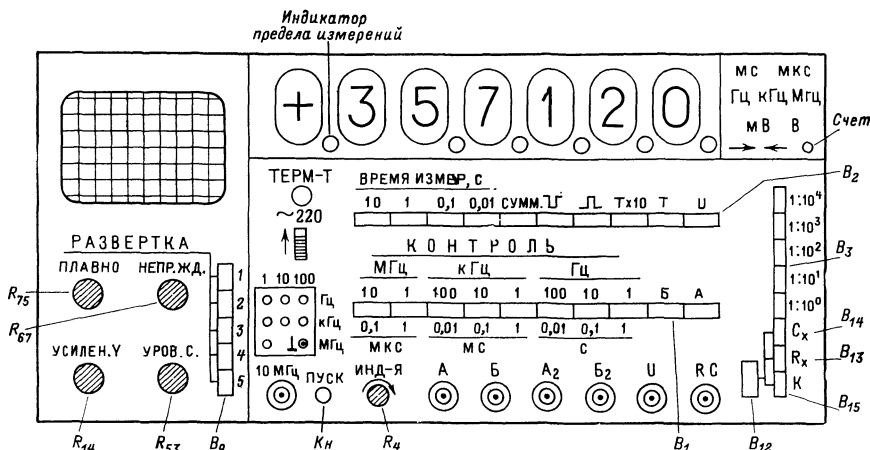 Индикатор
предела измерений
+ 3 5 7 1 2 0
МС МКС
Гц кГц Мгц
мВ В
Счет
ТЕРМ-Т
~220
ВРЕМЯ ИЗМЕР, С
10 1 0,1 0,01 СУММ. Т×10 Т U
B2
КОНТРОЛЬ
МГц кГц Гц
10 1 100 10 1 100 10 1 Б А
0,1 1 0,01 0,1 1 0,01 0,1 1
МКС МС С
1:10⁴
1:10³
1:10²
1:10¹
1:10⁰
Cx
Rx
К
B3
B14
B13
B15
B12
B1
РАЗВЕРТКА
ПЛАВНО НЕПР.ЖД.
УСИЛЕН.Y УРОВ.С.
1
2
3
4
5
R75
R67
R14
R53
B9
1 10 100
Гц
кГц
МГц
10 МГц ПУСК ИНД-Я А Б А2 Б2 U RC
Кн
R4